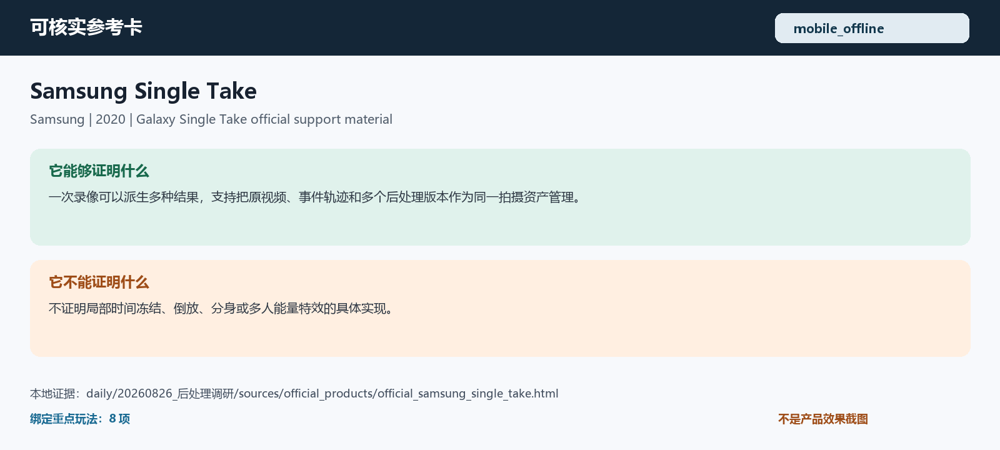 可核实参考卡
mobile_offline
Samsung Single Take
Samsung | 2020 | Galaxy Single Take official support material
它能够证明什么
一次录像可以派生多种结果，支持把原视频、事件轨迹和多个后处理版本作为同一拍摄资产管理。
它不能证明什么
不证明局部时间冻结、倒放、分身或多人能量特效的具体实现。
本地证据：daily/20260826_后处理调研/sources/official_products/official_samsung_single_take.html
绑定重点玩法：8 项
不是产品效果截图